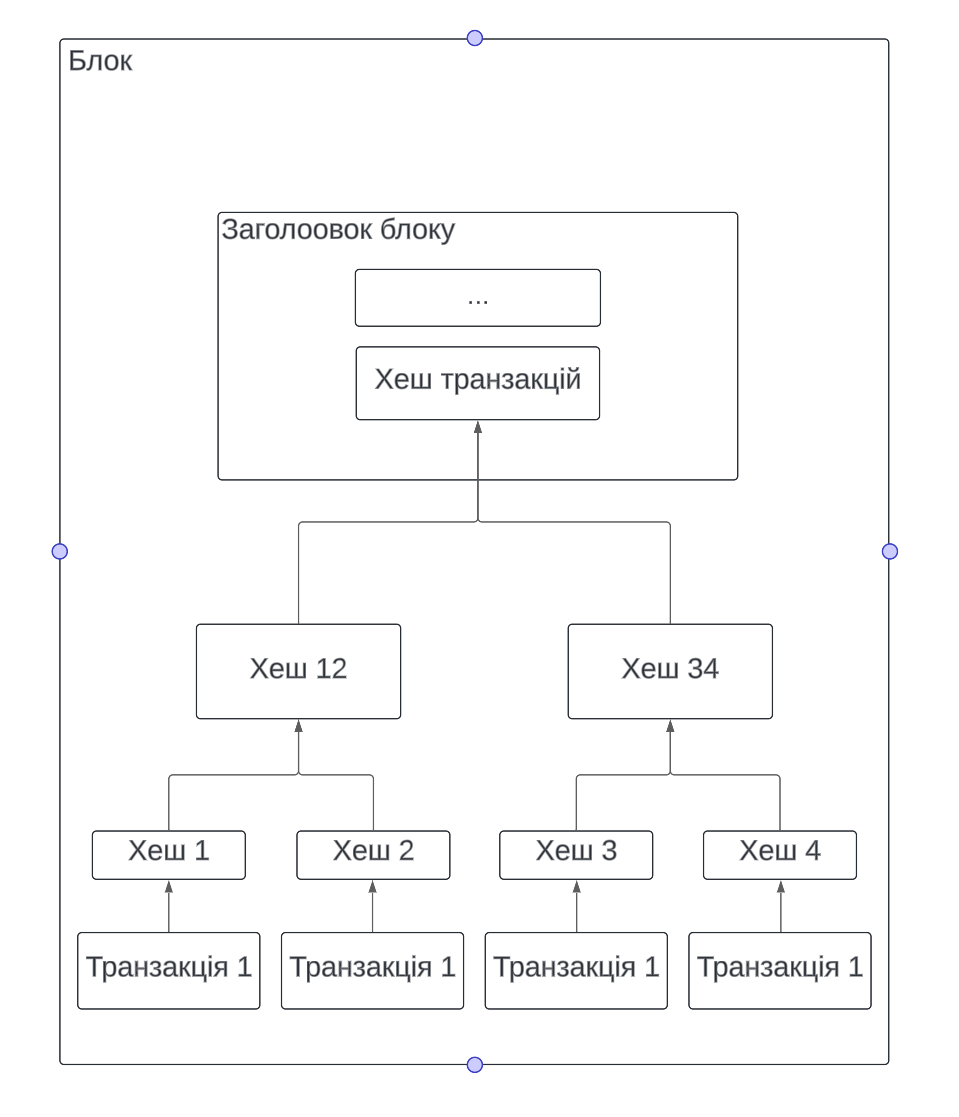 Блок
Заголоовок блоку
...
Хеш транзакцій
Хеш 12
Хеш 34
Хеш 1
Хеш 2
Хеш 3
Хеш 4
Транзакція 1
Транзакція 1
Транзакція 1
Транзакція 1